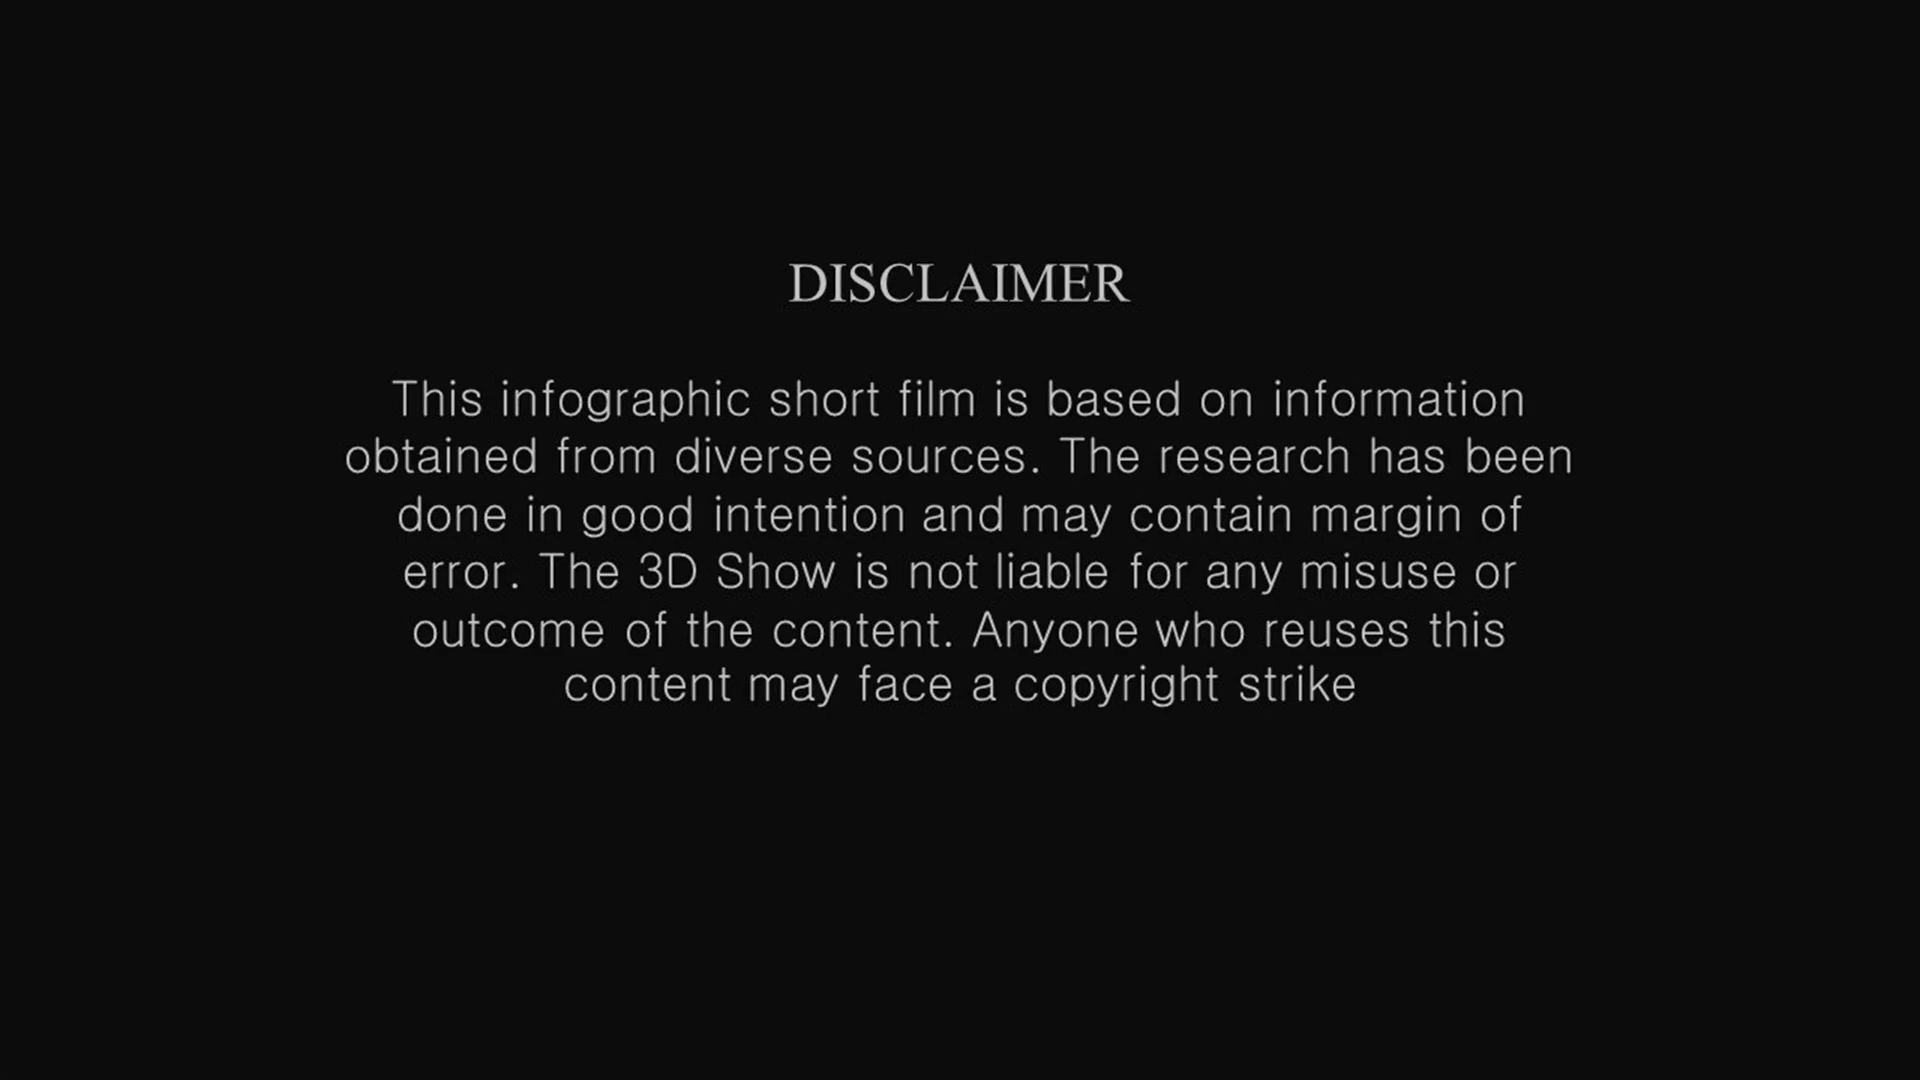 DISCLAIMER
This infographic short film is based on information
obtained from diverse sources. The research has been
done in good intention and may contain margin of
error. The 3D Show is not liable for any misuse or
outcome of the content. Anyone who reuses this
content may face a copyright strike